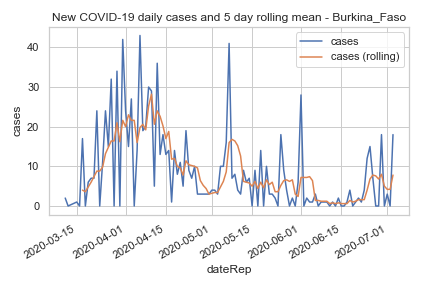 New COVID-19 daily cases and 5 day rolling mean - Burkina_Faso
cases
cases (rolling)
40
30
20
10
0
cases
2020-03-15
2020-04-01
2020-04-15
2020-05-01
2020-05-15
2020-06-01
2020-06-15
2020-07-01
dateRep